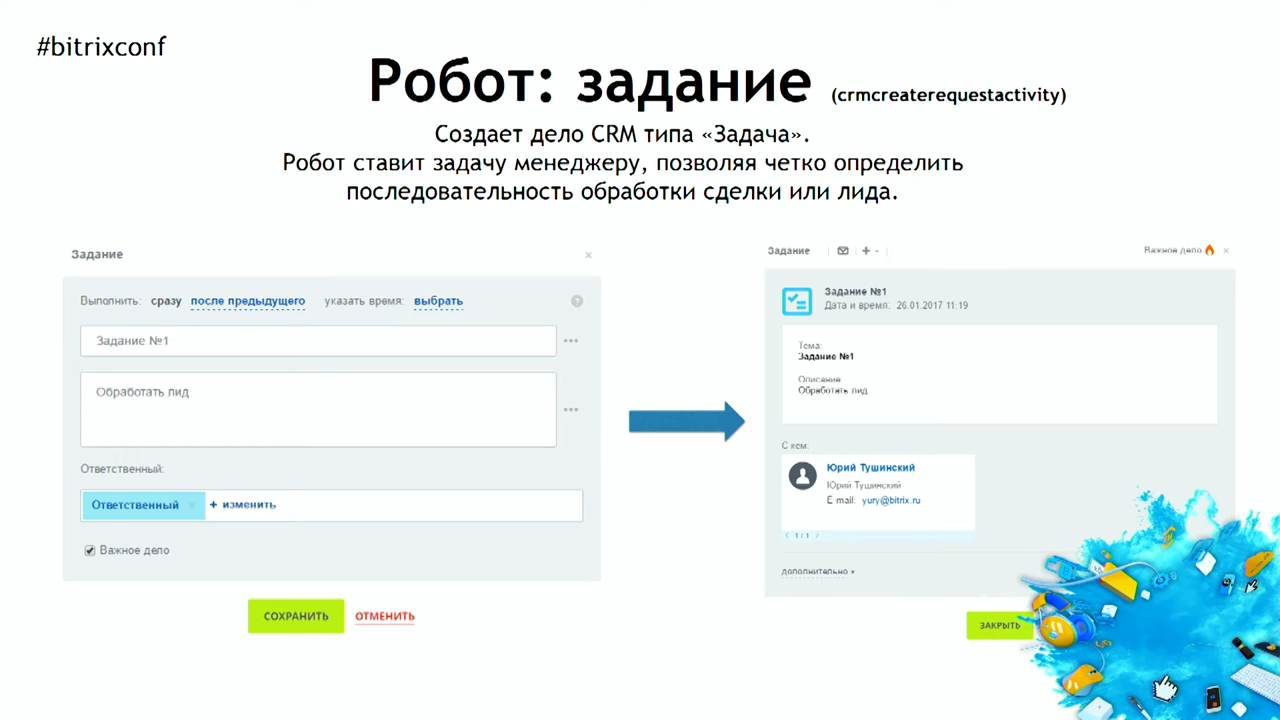 #bitrixconf
Робот: задание (crmcreaterequestactivity)
Создает дело CRM типа «Задача».
Робот ставит задачу менеджеру, позволяя четко определить
последовательность обработки сделки или лида.
Задание
Выполнить: сразу после предыдущего указать время: выбрать
Задание №1
Обработать лид
Ответственный:
Ответственный + изменить
Важное дело
СОХРАНИТЬ ОТМЕНИТЬ
Задание Важное дело
Задание №1
Дата и время: 26.01.2017 11:19
Тема:
Задание №1
Описание
Обработать лид
С кем:
Юрий Тушинский
Юрий Тушинский
E-mail: yury@bitrix.ru
1 / 1
дополнительно
ЗАКРЫТЬ